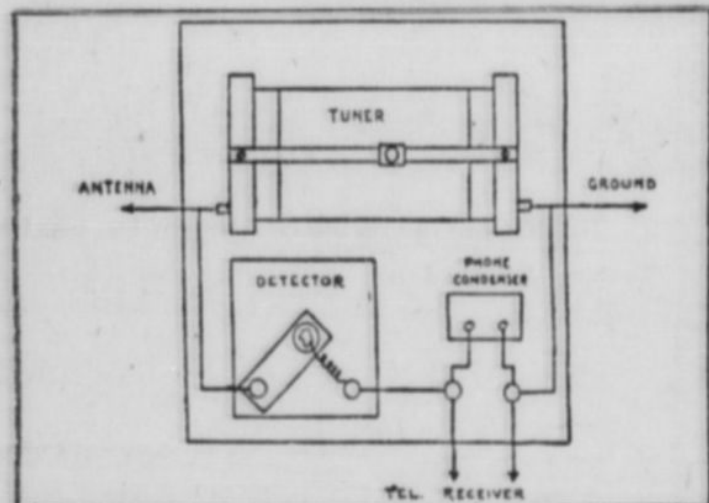 TUNER
ANTENNA
GROUND
DETECTOR
PHONE
CONDENSER
TEL. RECEIVER